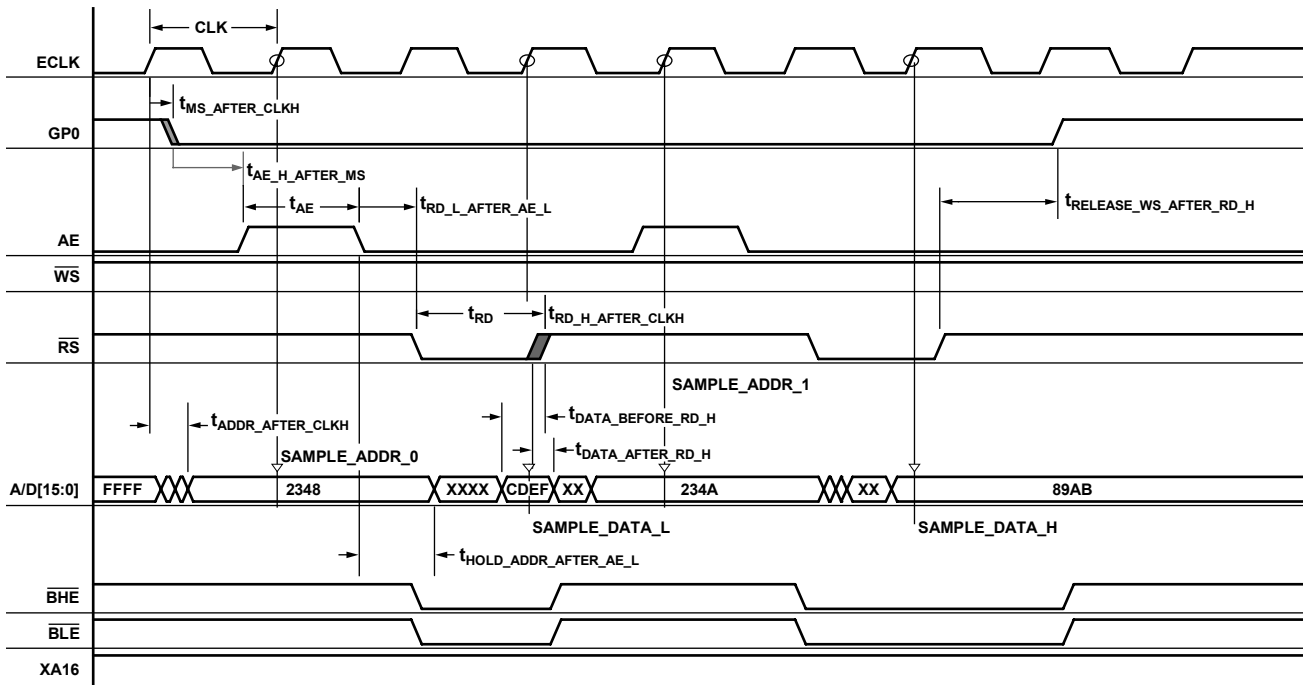 CLK
ECLK
tMS_AFTER_CLKH
GP0
tAE_H_AFTER_MS
tAE
tRD_L_AFTER_AE_L
tRELEASE_WS_AFTER_RD_H
AE
WS
tRD
tRD_H_AFTER_CLKH
RS
SAMPLE_ADDR_1
tADDR_AFTER_CLKH
tDATA_BEFORE_RD_H
SAMPLE_ADDR_0
tDATA_AFTER_RD_H
A/D[15:0] FFFF 2348 XXXX CDEF XX 234A XX 89AB
SAMPLE_DATA_L
SAMPLE_DATA_H
tHOLD_ADDR_AFTER_AE_L
BHE
BLE
XA16